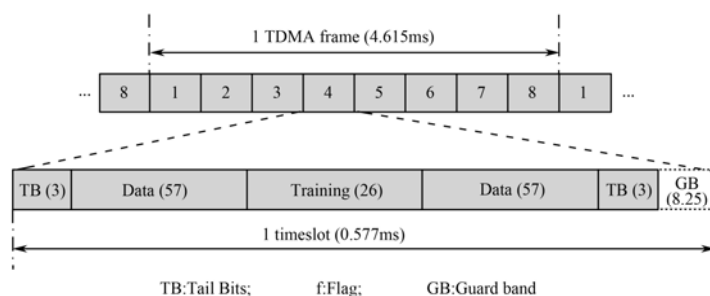 1 TDMA frame (4.615ms)
... 8 1 2 3 4 5 6 7 8 1 ...
TB (3) Data (57) Training (26) Data (57) TB (3) GB (8.25)
1 timeslot (0.577ms)
TB:Tail Bits; f:Flag; GB:Guard band